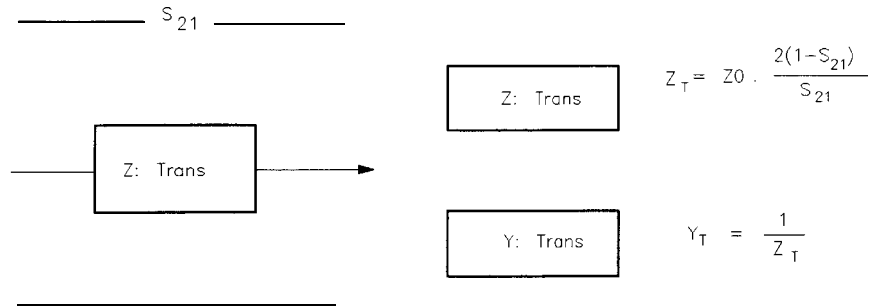 S21
Z: Trans
Z: Trans
ZT = Z0 . 2(1-S21) / S21
Y: Trans
YT = 1 / ZT